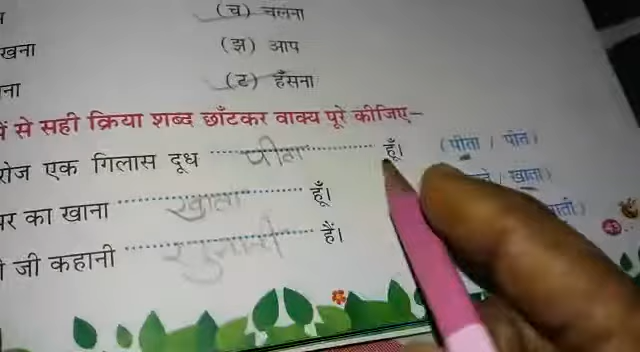 (च) चलना
खना (झ) आप
ना (ट) हँसना
में से सही क्रिया शब्द छाँटकर वाक्य पूरे कीजिए–
रोज एक गिलास दूध पीता हूँ। (पीता / पीते)
का खाना खाता हूँ। खाता)
जी कहानी सुनाती हैं।